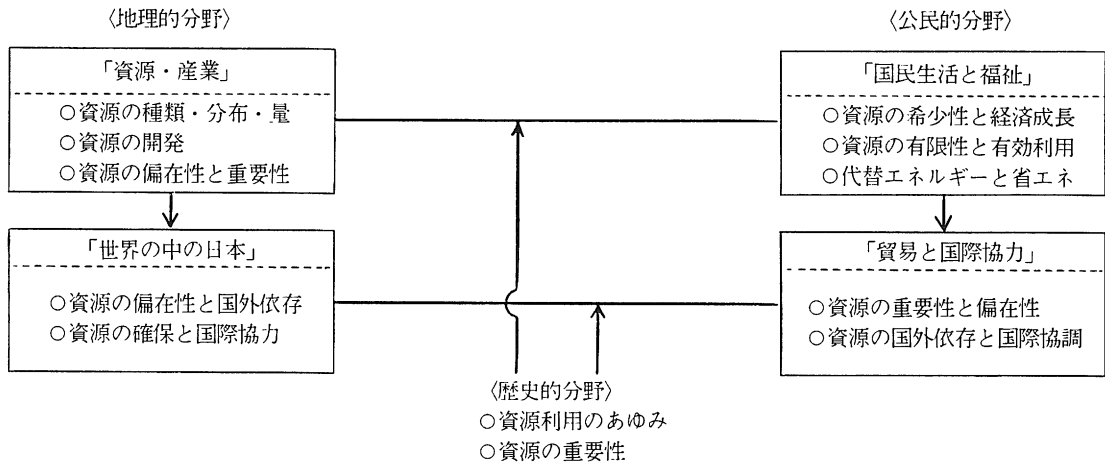 〈地理的分野〉
「資源・産業」
○資源の種類・分布・量
○資源の開発
○資源の偏在性と重要性
「世界の中の日本」
○資源の偏在性と国外依存
○資源の確保と国際協力
〈公民的分野〉
「国民生活と福祉」
○資源の希少性と経済成長
○資源の有限性と有効利用
○代替エネルギーと省エネ
「貿易と国際協力」
○資源の重要性と偏在性
○資源の国外依存と国際協調
〈歴史的分野〉
○資源利用のあゆみ
○資源の重要性